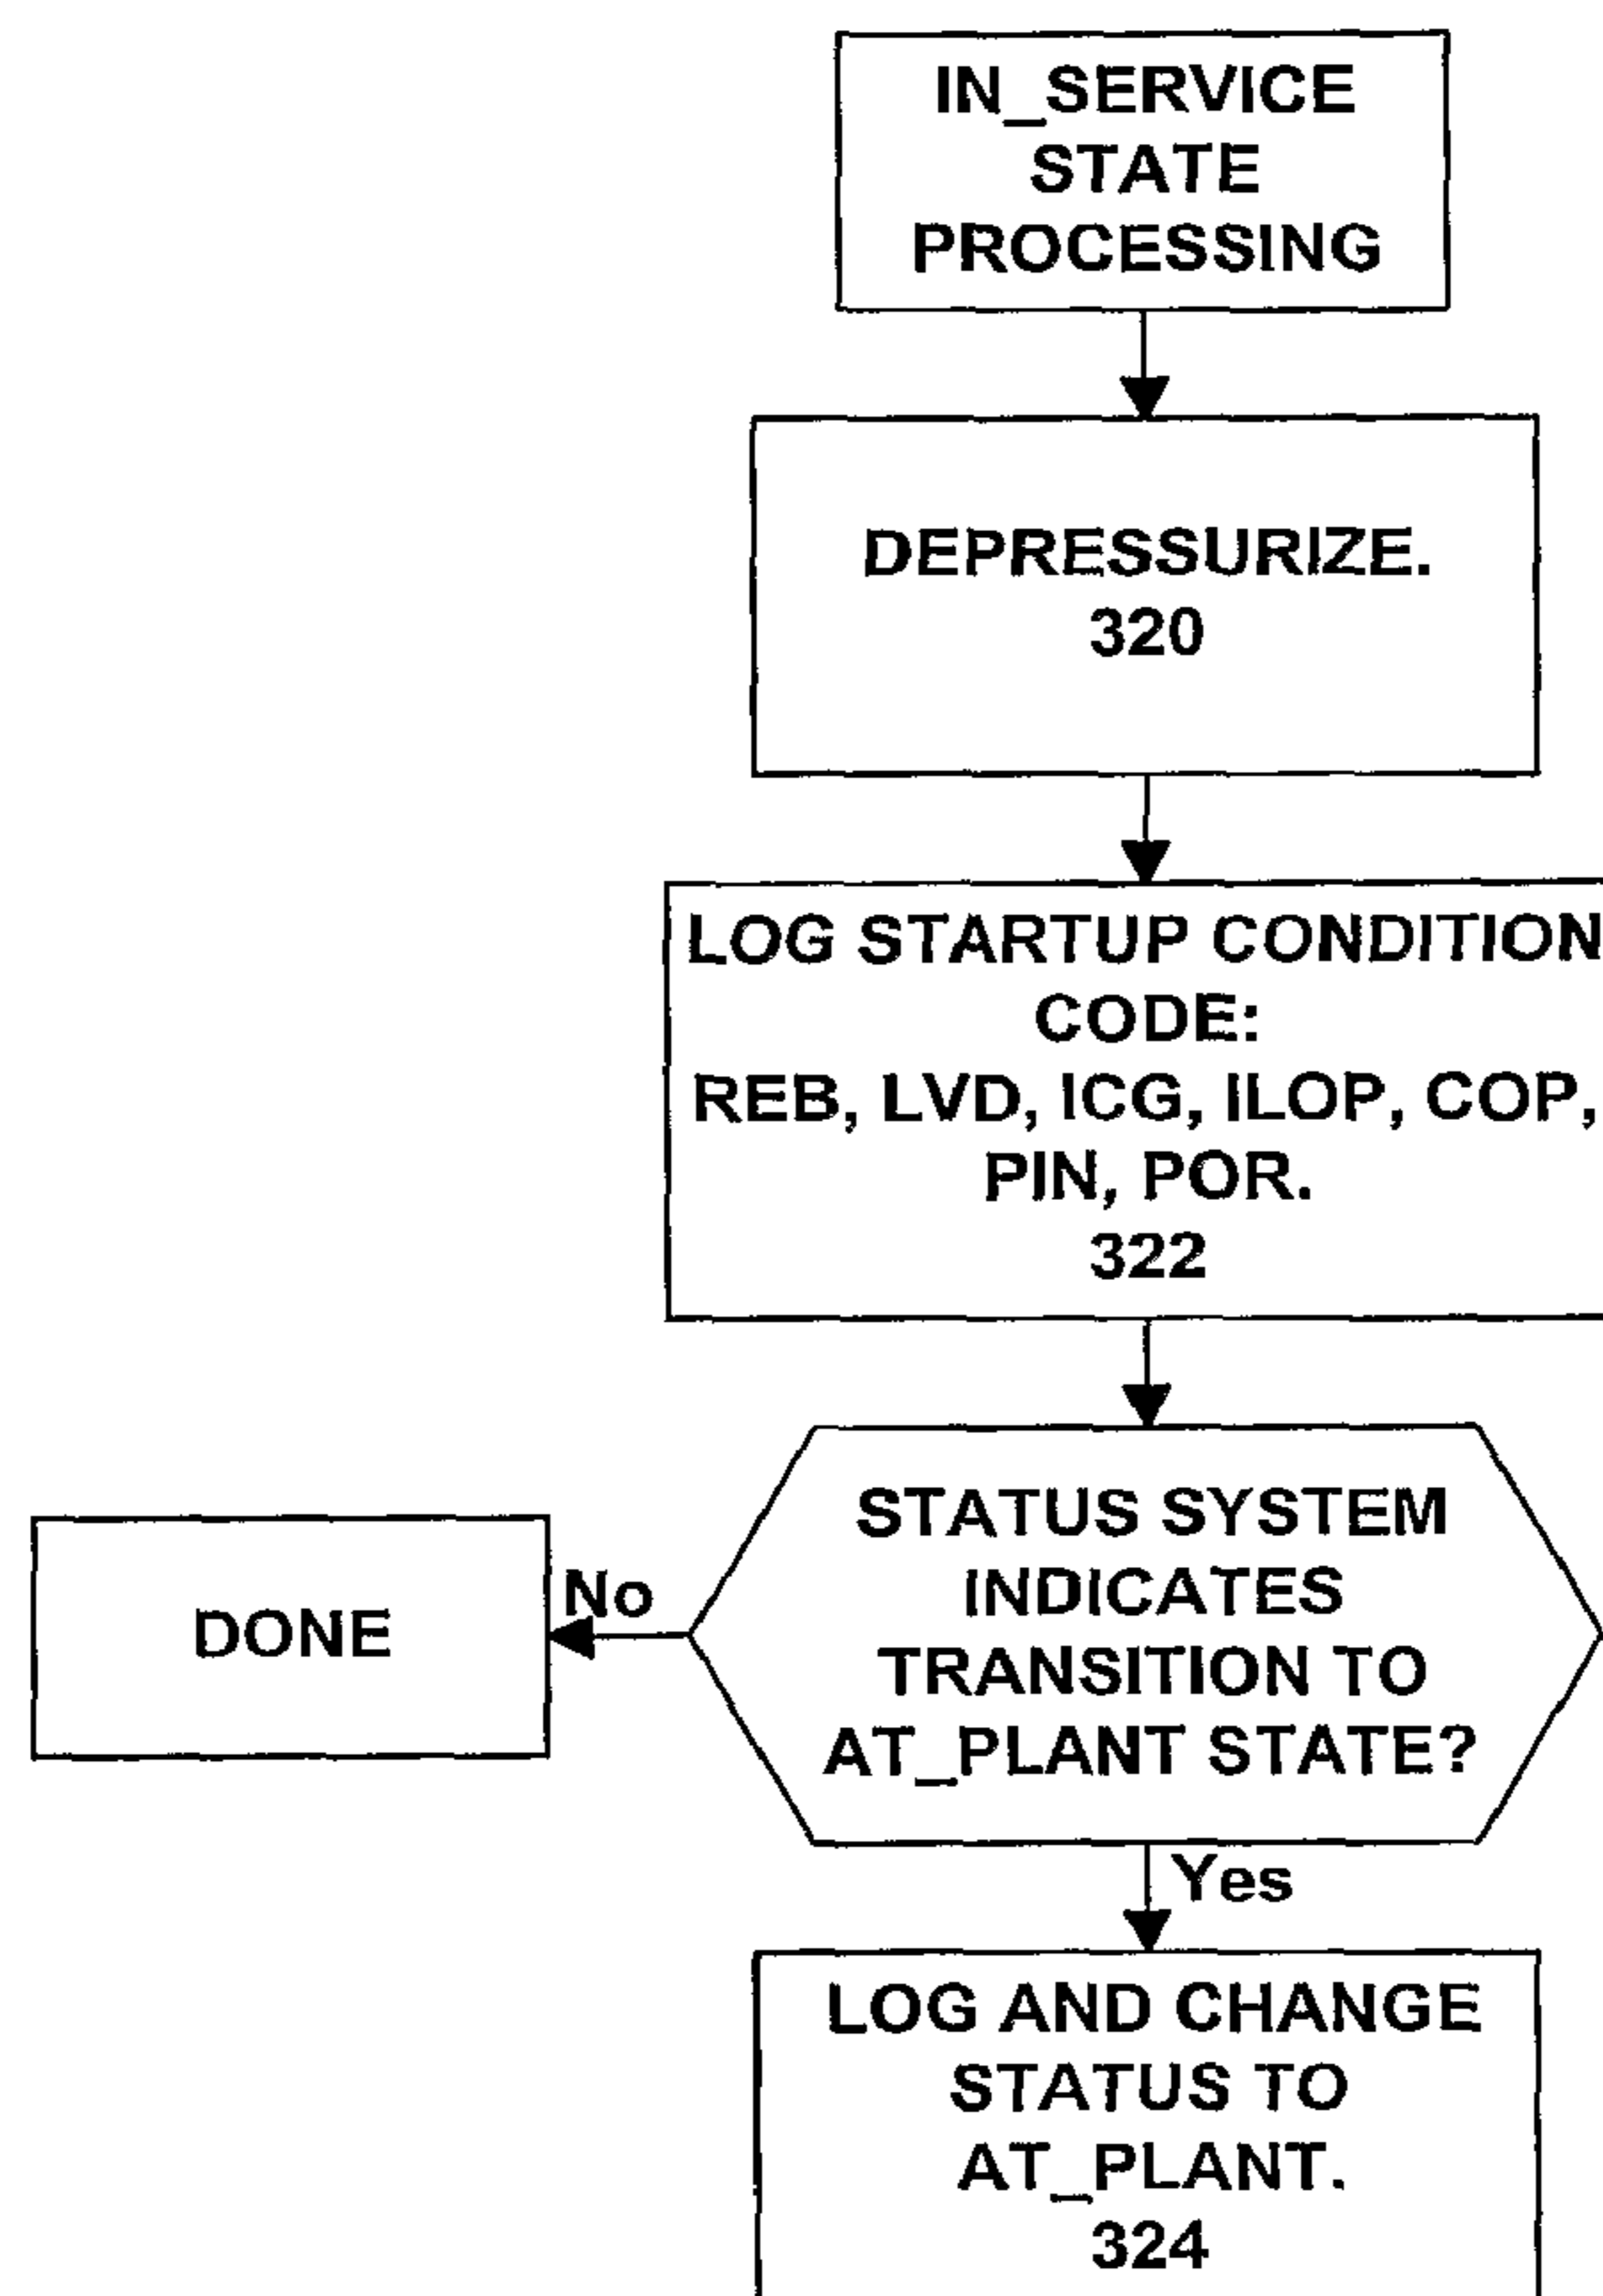 IN_SERVICE
STATE
PROCESSING
DEPRESSURIZE.
320
LOG STARTUP CONDITION
CODE:
REB, LVD, ICG, ILOP, COP,
PIN, POR.
322
STATUS SYSTEM
INDICATES
TRANSITION TO
AT_PLANT STATE?
No
DONE
Yes
LOG AND CHANGE
STATUS TO
AT_PLANT.
324